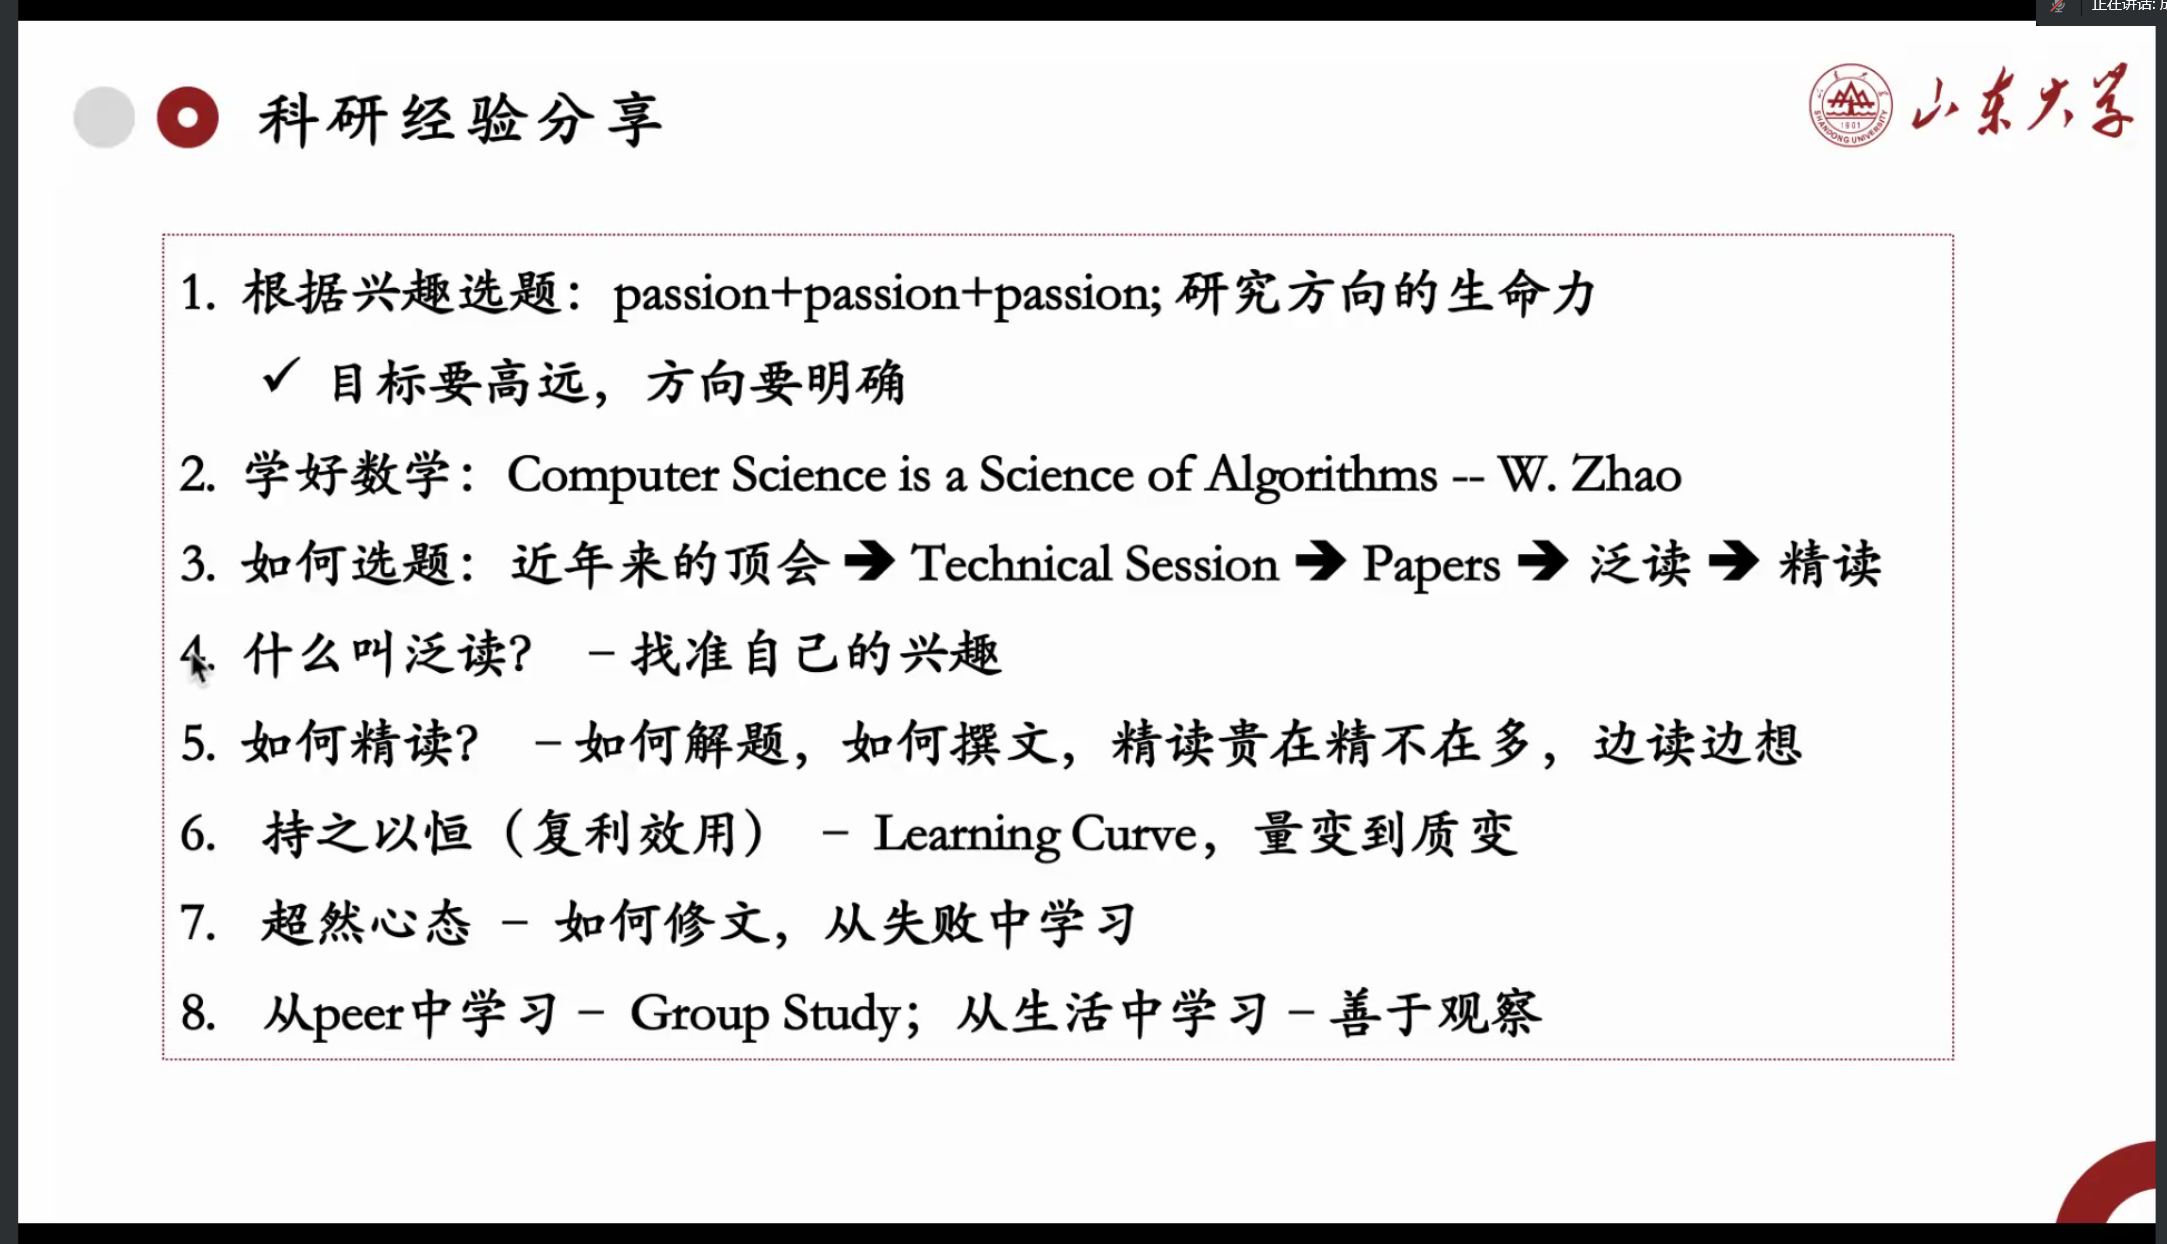 正在讲话:
科研经验分享
山东大学
SHANDONG UNIVERSITY
1901
1. 根据兴趣选题：passion+passion+passion; 研究方向的生命力
✓ 目标要高远，方向要明确
2. 学好数学：Computer Science is a Science of Algorithms -- W. Zhao
3. 如何选题：近年来的顶会 ➔ Technical Session ➔ Papers ➔ 泛读 ➔ 精读
4. 什么叫泛读？ – 找准自己的兴趣
5. 如何精读？ – 如何解题，如何撰文，精读贵在精不在多，边读边想
6. 持之以恒（复利效用） – Learning Curve，量变到质变
7. 超然心态 – 如何修文，从失败中学习
8. 从peer中学习 – Group Study；从生活中学习 – 善于观察